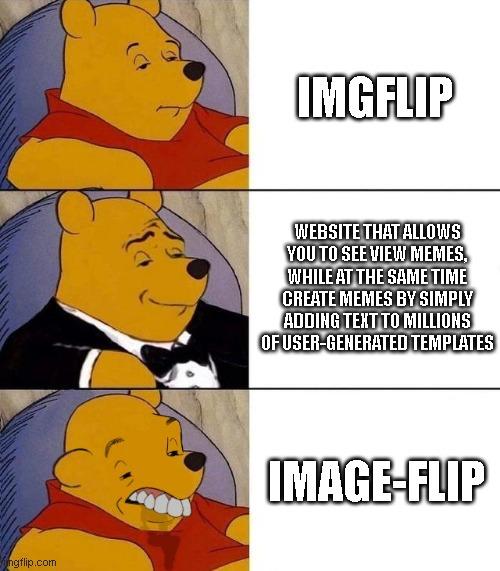 IMGFLIP
WEBSITE THAT ALLOWS
YOU TO SEE VIEW MEMES,
WHILE AT THE SAME TIME
CREATE MEMES BY SIMPLY
ADDING TEXT TO MILLIONS
OF USER-GENERATED TEMPLATES
IMAGE-FLIP
imgflip.com